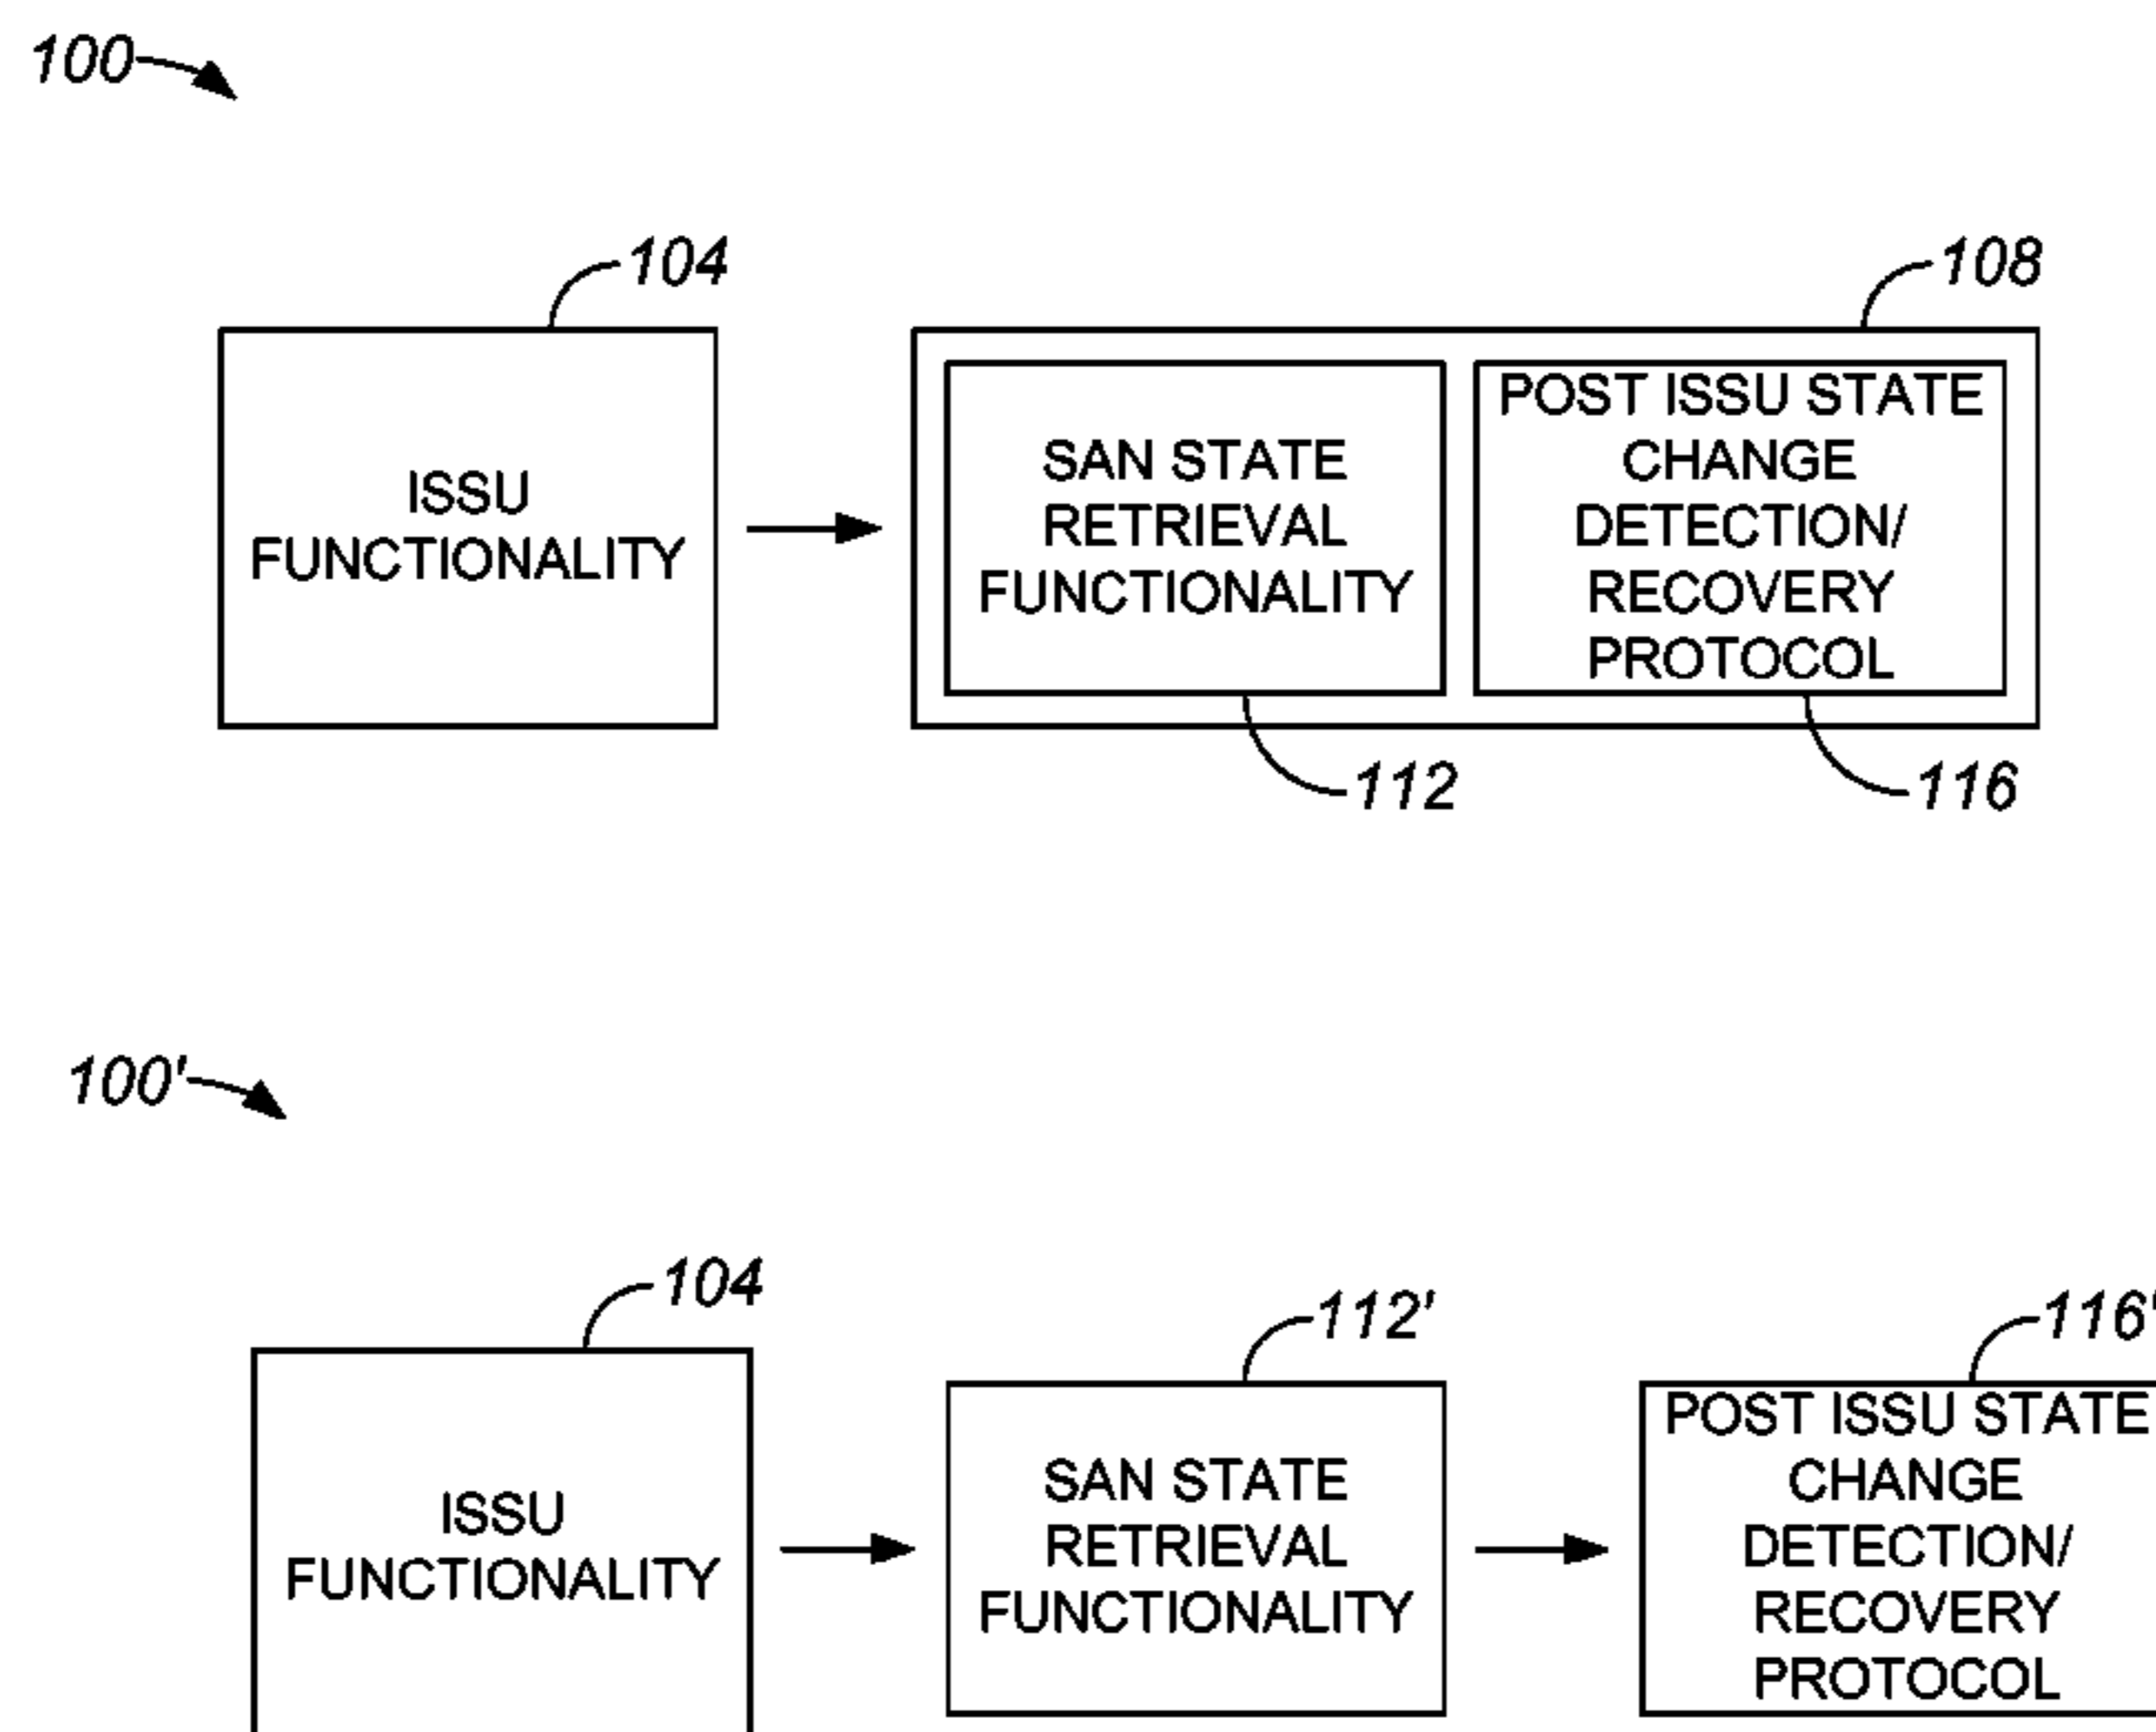 100
104
108
ISSU
FUNCTIONALITY
SAN STATE
RETRIEVAL
FUNCTIONALITY
POST ISSU STATE
CHANGE
DETECTION/
RECOVERY
PROTOCOL
112
116
100'
104
112'
116'
ISSU
FUNCTIONALITY
SAN STATE
RETRIEVAL
FUNCTIONALITY
POST ISSU STATE
CHANGE
DETECTION/
RECOVERY
PROTOCOL